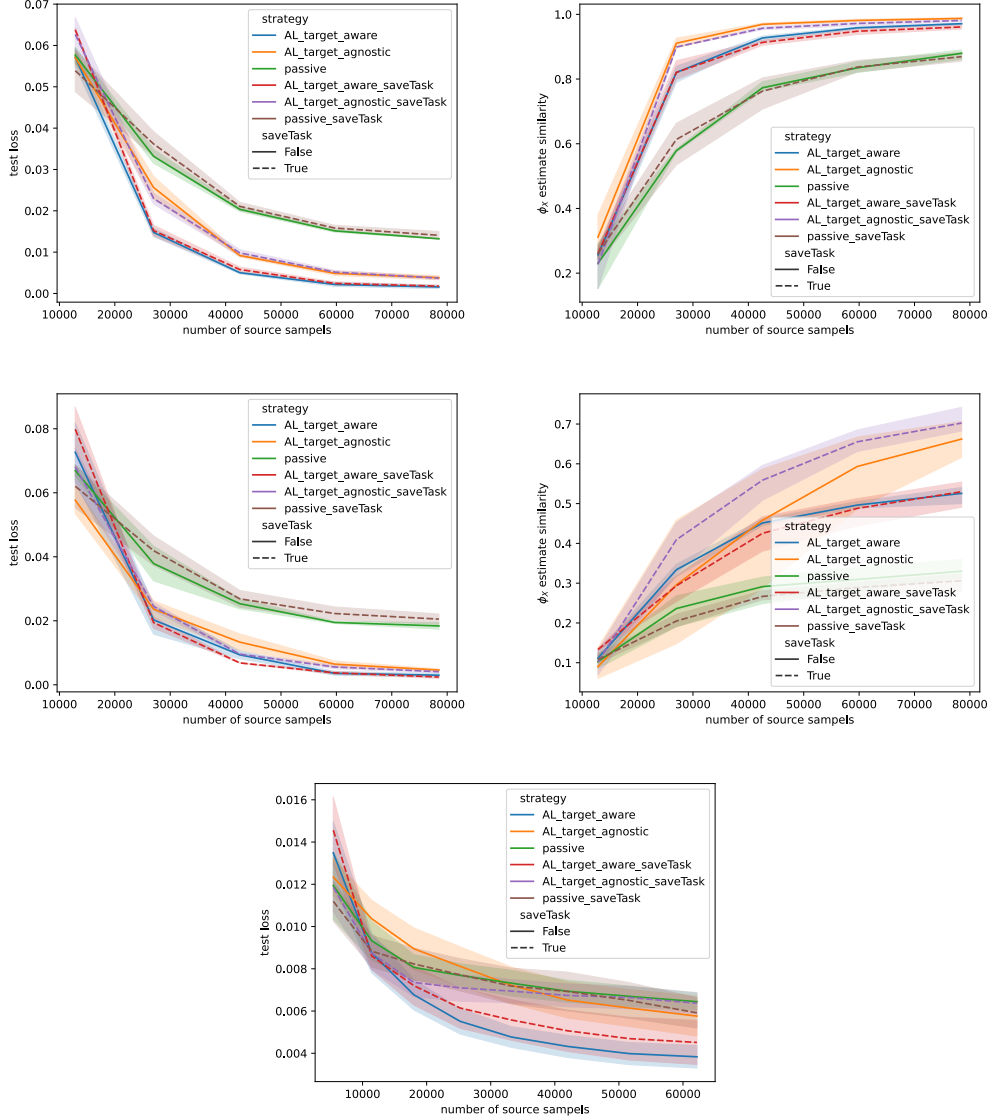 0.07
0.06
0.05
0.04
0.03
0.02
0.01
0.00
test loss
10000 20000 30000 40000 50000 60000 70000 80000
number of source sampels
strategy
AL_target_aware
AL_target_agnostic
passive
AL_target_aware_saveTask
AL_target_agnostic_saveTask
passive_saveTask
saveTask
False
True
1.0
0.8
0.6
0.4
0.2
ϕX estimate similarity
10000 20000 30000 40000 50000 60000 70000 80000
number of source sampels
strategy
AL_target_aware
AL_target_agnostic
passive
AL_target_aware_saveTask
AL_target_agnostic_saveTask
passive_saveTask
saveTask
False
True
0.08
0.06
0.04
0.02
0.00
test loss
10000 20000 30000 40000 50000 60000 70000 80000
number of source sampels
strategy
AL_target_aware
AL_target_agnostic
passive
AL_target_aware_saveTask
AL_target_agnostic_saveTask
passive_saveTask
saveTask
False
True
0.7
0.6
0.5
0.4
0.3
0.2
0.1
ϕX estimate similarity
10000 20000 30000 40000 50000 60000 70000 80000
number of source sampels
strategy
AL_target_aware
AL_target_agnostic
passive
AL_target_aware_saveTask
AL_target_agnostic_saveTask
passive_saveTask
saveTask
False
True
0.016
0.014
0.012
0.010
0.008
0.006
0.004
test loss
10000 20000 30000 40000 50000 60000
number of source sampels
strategy
AL_target_aware
AL_target_agnostic
passive
AL_target_aware_saveTask
AL_target_agnostic_saveTask
passive_saveTask
saveTask
False
True